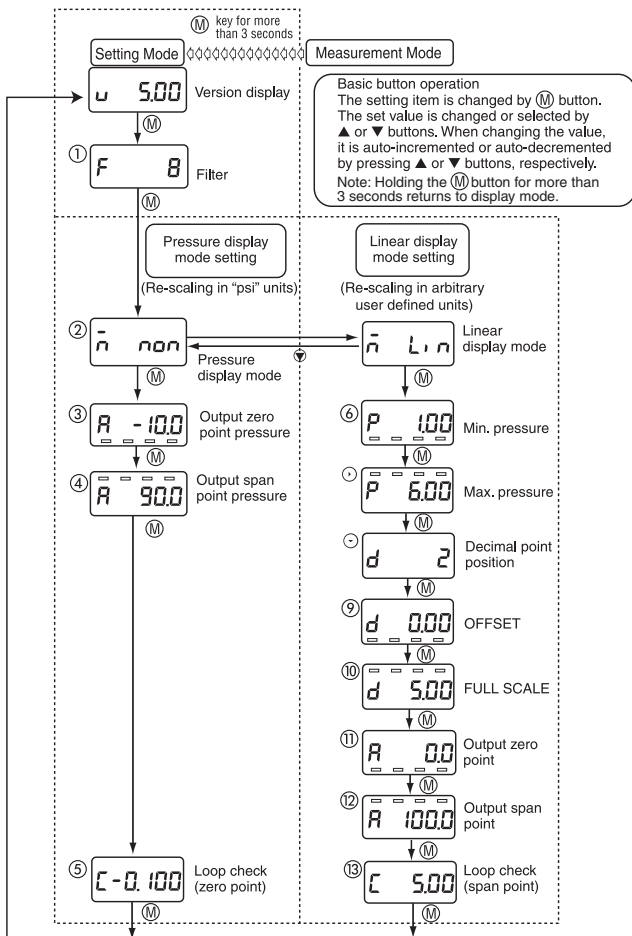 Ⓜ key for more
than 3 seconds
Setting Mode
Measurement Mode
u 5.00
Version display
Ⓜ
Basic button operation
The setting item is changed by Ⓜ button.
The set value is changed or selected by
▲ or ▼ buttons. When changing the value,
it is auto-incremented or auto-decremented
by pressing ▲ or ▼ buttons, respectively.
Note: Holding the Ⓜ button for more than
3 seconds returns to display mode.
① F 8
Filter
Ⓜ
Pressure display
mode setting
(Re-scaling in "psi" units)
Linear display
mode setting
(Re-scaling in arbitrary
user defined units)
② n̄ non
Pressure
display mode
Ⓜ
▼
n̄ Lin
Linear
display mode
Ⓜ
③ A -10.0
Output zero
point pressure
Ⓜ
④ A 90.0
Output span
point pressure
Ⓜ
⑥ P 1.00
Min. pressure
Ⓜ
P 6.00
Max. pressure
Ⓜ
d 2
Decimal point
position
Ⓜ
⑨ d 0.00
OFFSET
Ⓜ
⑩ d 5.00
FULL SCALE
Ⓜ
⑪ A 0.0
Output zero
point
Ⓜ
⑫ A 100.0
Output span
point
Ⓜ
⑤ C-0.100
Loop check
(zero point)
Ⓜ
⑬ C 5.00
Loop check
(span point)
Ⓜ